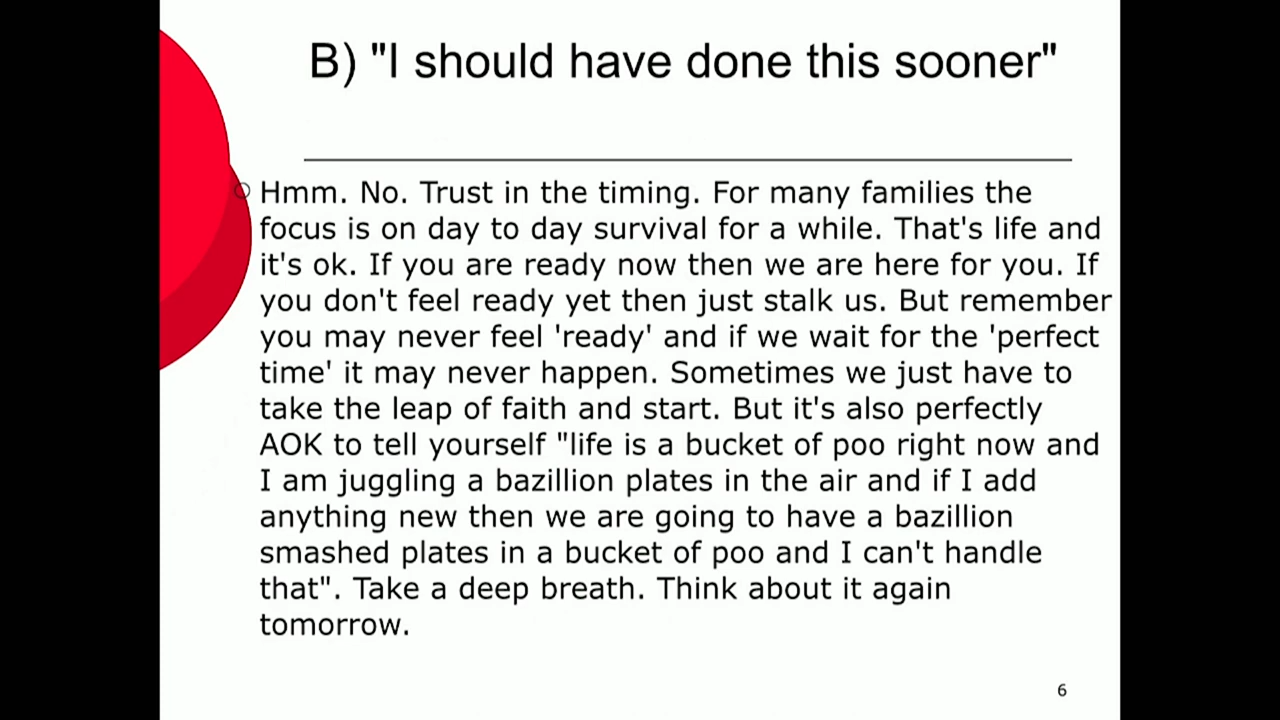 B) "I should have done this sooner"
Hmm. No. Trust in the timing. For many families the
focus is on day to day survival for a while. That's life and
it's ok. If you are ready now then we are here for you. If
you don't feel ready yet then just stalk us. But remember
you may never feel 'ready' and if we wait for the 'perfect
time' it may never happen. Sometimes we just have to
take the leap of faith and start. But it's also perfectly
AOK to tell yourself "life is a bucket of poo right now and
I am juggling a bazillion plates in the air and if I add
anything new then we are going to have a bazillion
smashed plates in a bucket of poo and I can't handle
that". Take a deep breath. Think about it again
tomorrow.
6